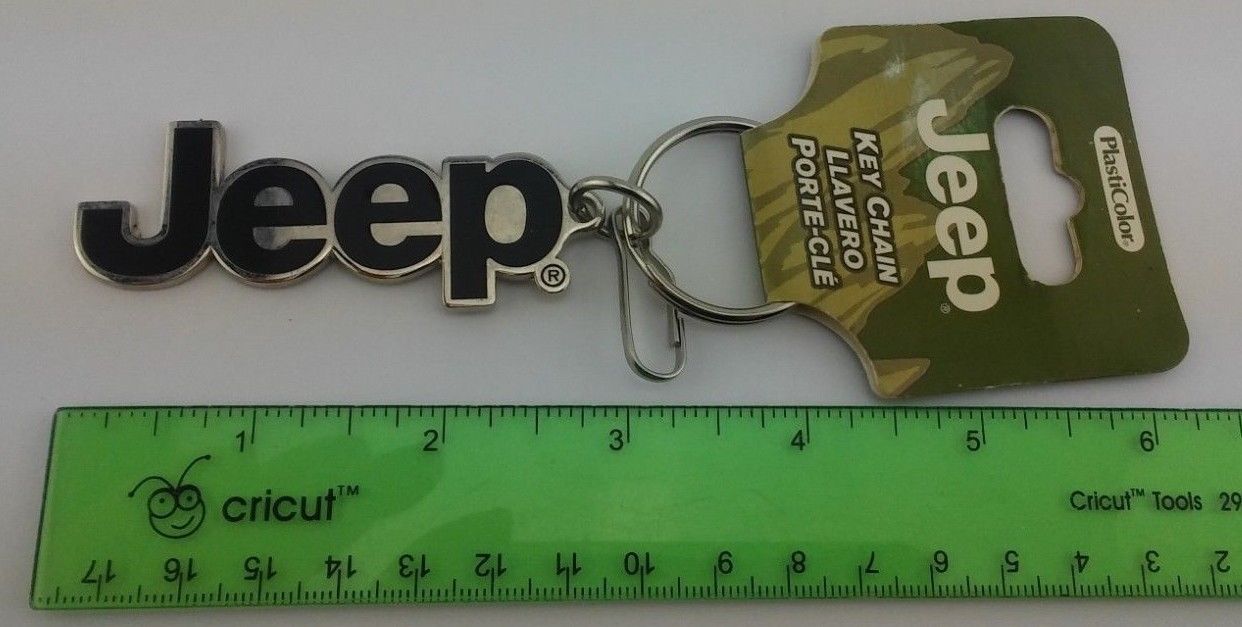 Jeep®
KEY CHAIN
LLAVERO
PORTE-CLÉ
Jeep®
PlastiColor®
1 2 3 4 5 6
cricut™
Cricut™ Tools 29
17 16 15 14 13 12 11 10 9 8 7 6 5 4 3 2